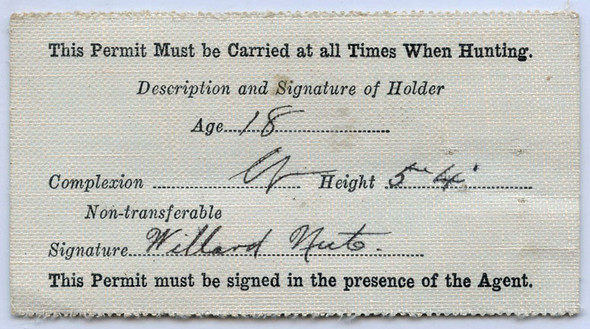 This Permit Must be Carried at all Times When Hunting.
Description and Signature of Holder
Age 18
Complexion Height 5 4
Non-transferable
Signature Willard
This Permit must be signed in the presence of the Agent.